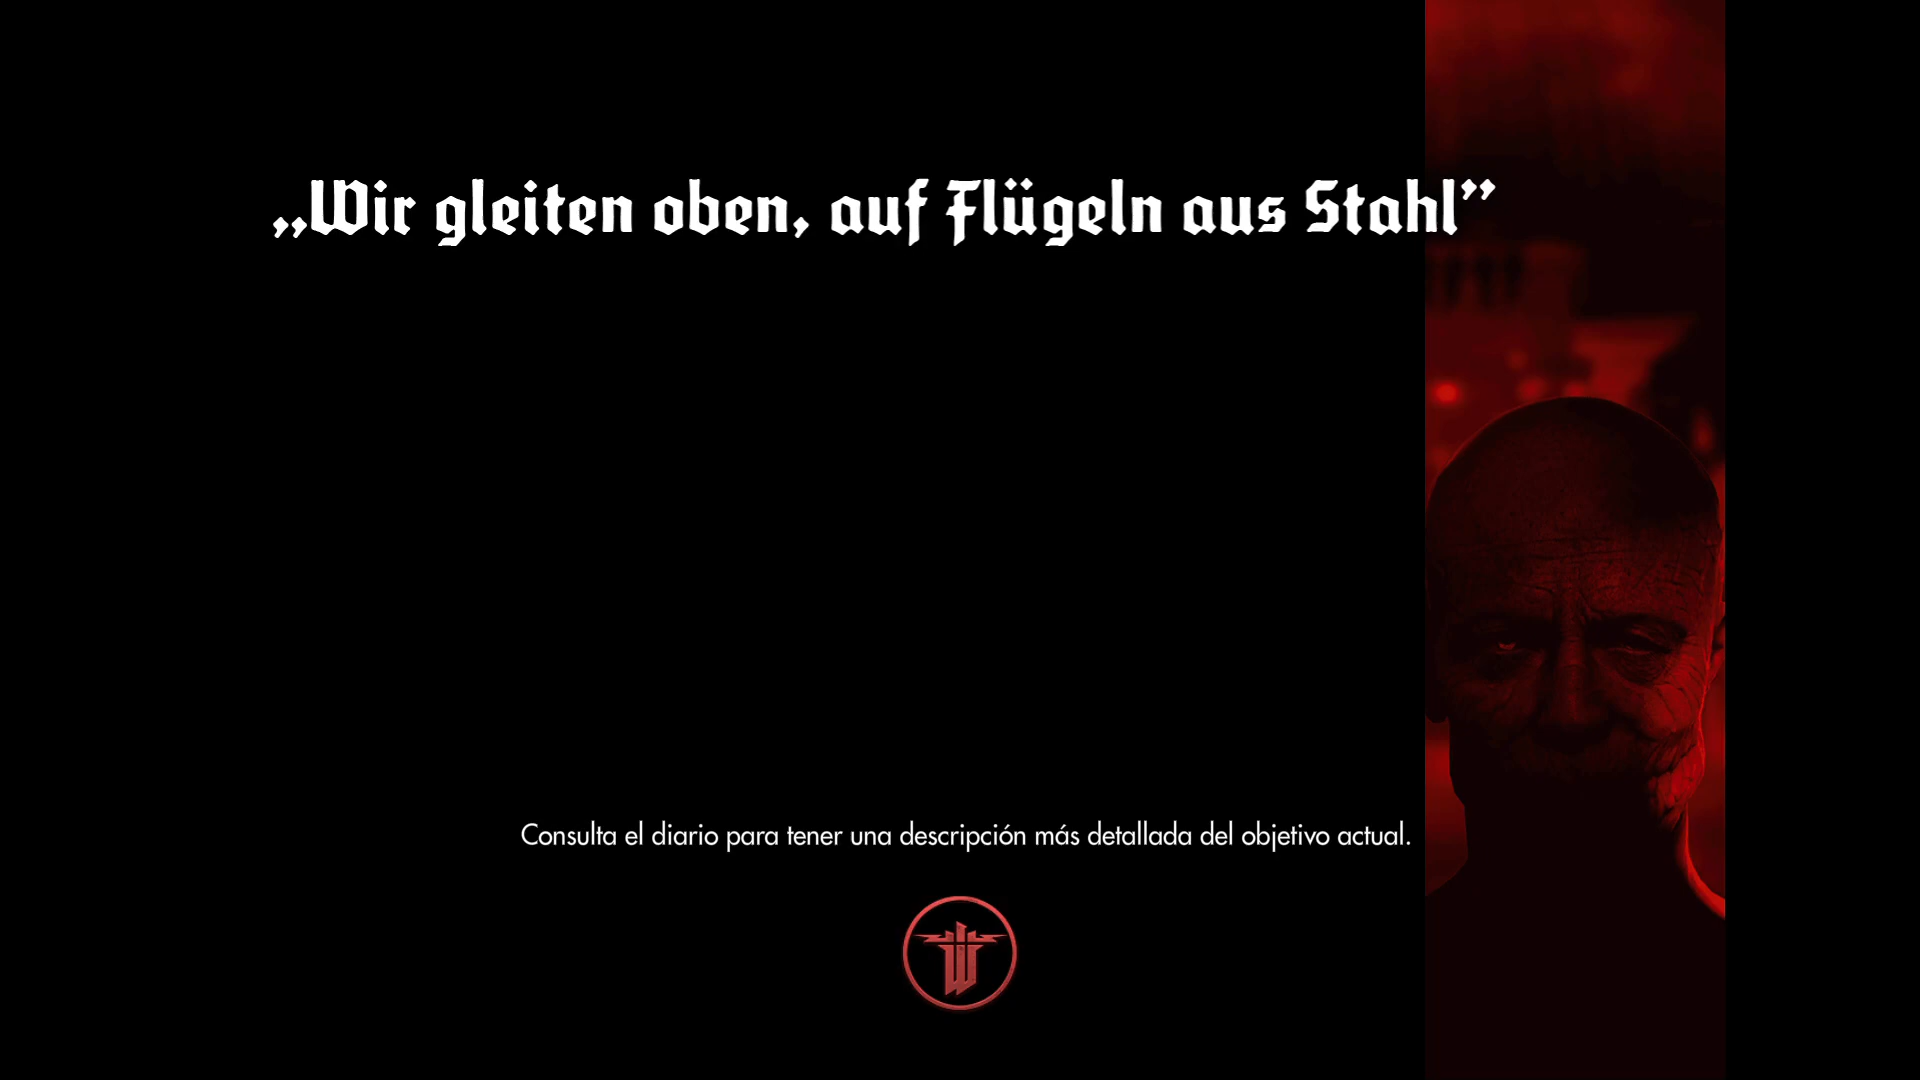 „Wir gleiten oben, auf Flügeln aus Stahl”
Consulta el diario para tener una descripción más detallada del objetivo actual.